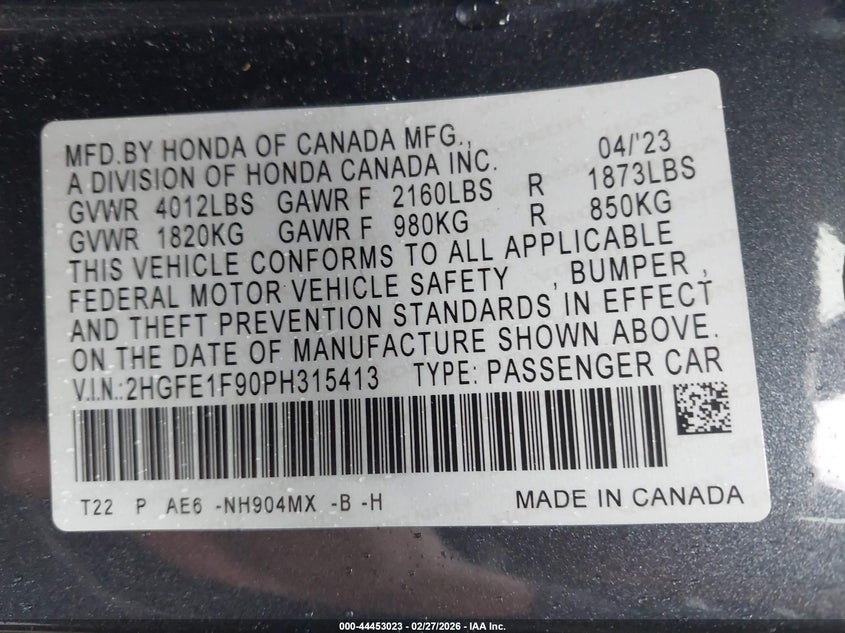 MFD.BY HONDA OF CANADA MFG., 04/'23
A DIVISION OF HONDA CANADA INC.
GVWR 4012LBS GAWR F 2160LBS R 1873LBS
GVWR 1820KG GAWR F 980KG R 850KG
THIS VEHICLE CONFORMS TO ALL APPLICABLE
FEDERAL MOTOR VEHICLE SAFETY , BUMPER ,
AND THEFT PREVENTION STANDARDS IN EFFECT
ON THE DATE OF MANUFACTURE SHOWN ABOVE.
V.I.N.:2HGFE1F90PH315413 TYPE: PASSENGER CAR
T22 P AE6 -NH904MX -B -H MADE IN CANADA
000-44453023 | 02/27/2026 - IAA Inc.